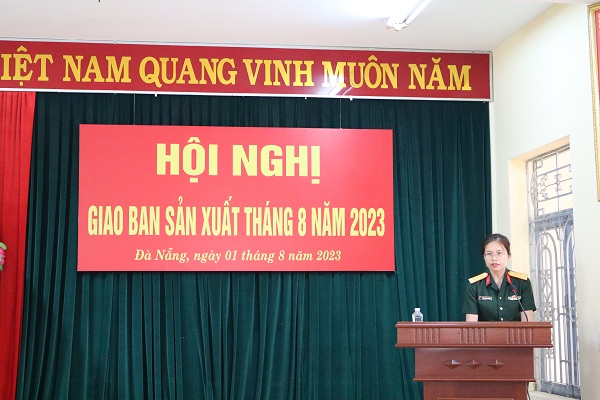 IỆT NAM QUANG VINH MUÔN NĂM
HỘI NGHỊ
GIAO BAN SẢN XUẤT THÁNG 8 NĂM 2023
Đà Nẵng, ngày 01 tháng 8 năm 2023